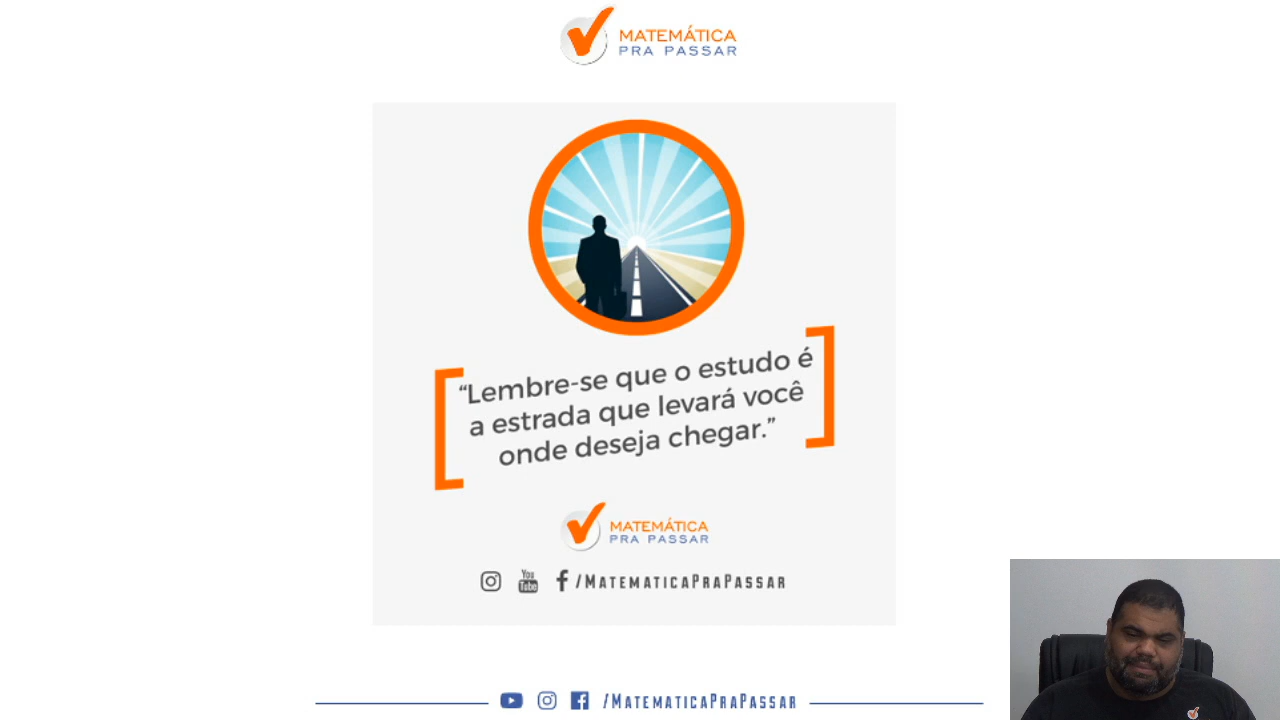 MATEMÁTICA
PRA PASSAR
“Lembre-se que o estudo é
a estrada que levará você
onde deseja chegar.”
MATEMÁTICA
PRA PASSAR
You
Tube
/MATEMATICAPRAPASSAR
/MATEMATICAPRAPASSAR